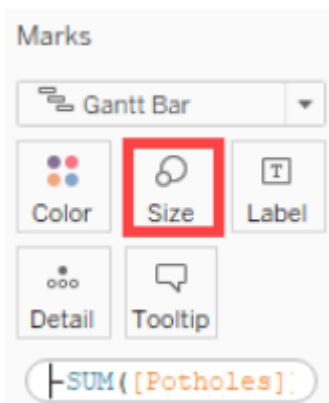 Marks
Gantt Bar
Color Size Label
Detail Tooltip
-SUM([Potholes])